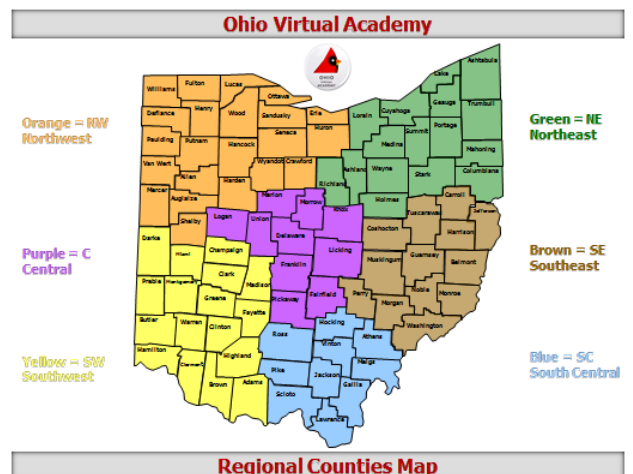 Ohio Virtual Academy
OHIO
Ashtabula
Lake
Williams
Fulton
Lucas
Ottawa
Geauga
Trumbull
Defiance
Henry
Wood
Sandusky
Erie
Lorain
Cuyahoga
Orange = NW
Northwest
Green = NE
Northeast
Huron
Seneca
Summit
Portage
Paulding
Putnam
Hancock
Medina
Mahoning
Van Wert
Allen
Wyandot
Crawford
Richland
Ashland
Wayne
Stark
Columbiana
Mercer
Auglaize
Hardin
Marion
Morrow
Knox
Holmes
Carroll
Jefferson
Tuscarawas
Shelby
Logan
Union
Delaware
Coshocton
Harrison
Darke
Miami
Champaign
Licking
Guernsey
Belmont
Purple = C
Central
Brown = SE
Southeast
Clark
Franklin
Muskingum
Preble
Montgomery
Madison
Greene
Fayette
Pickaway
Fairfield
Perry
Noble
Monroe
Morgan
Butler
Warren
Clinton
Hocking
Washington
Ross
Vinton
Athens
Hamilton
Clermont
Highland
Yellow = SW
Southwest
Blue = SC
South Central
Pike
Meigs
Jackson
Brown
Adams
Scioto
Gallia
Lawrence
Regional Counties Map